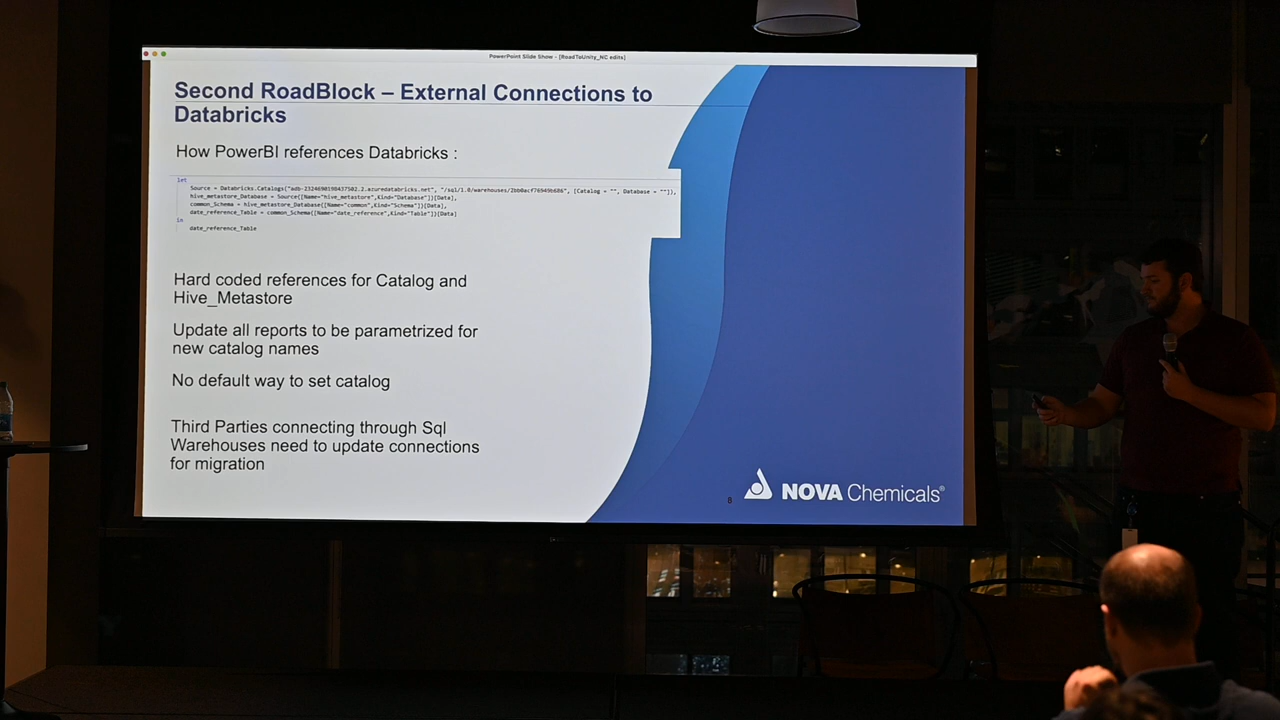 PowerPoint Slide Show - [RoadToUnity_NC edits]
Second RoadBlock – External Connections to
Databricks
How PowerBI references Databricks :
let
Source = Databricks.Catalogs("adb-2324690198437502.2.azuredatabricks.net", "/sql/1.0/warehouses/2bb0acf76949b686", [Catalog = "", Database = ""]),
hive_metastore_Database = Source{[Name="hive_metastore",Kind="Database"]}[Data],
common_Schema = hive_metastore_Database{[Name="common",Kind="Schema"]}[Data],
date_reference_Table = common_Schema{[Name="date_reference",Kind="Table"]}[Data]
in
date_reference_Table
Hard coded references for Catalog and
Hive_Metastore
Update all reports to be parametrized for
new catalog names
No default way to set catalog
Third Parties connecting through Sql
Warehouses need to update connections
for migration
8
NOVA Chemicals®